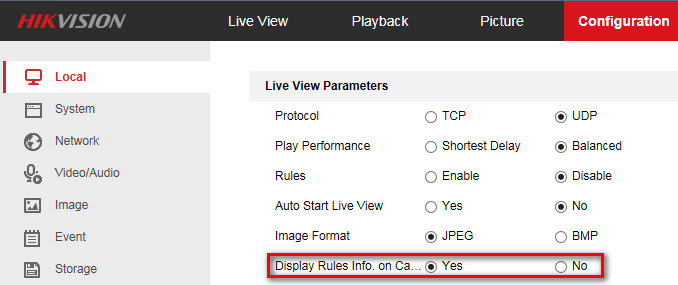 HIKVISION Live View Playback Picture Configuration
Local
System
Network
Video/Audio
Image
Event
Storage
Live View Parameters
Protocol TCP UDP
Play Performance Shortest Delay Balanced
Rules Enable Disable
Auto Start Live View Yes No
Image Format JPEG BMP
Display Rules Info. on Ca... Yes No